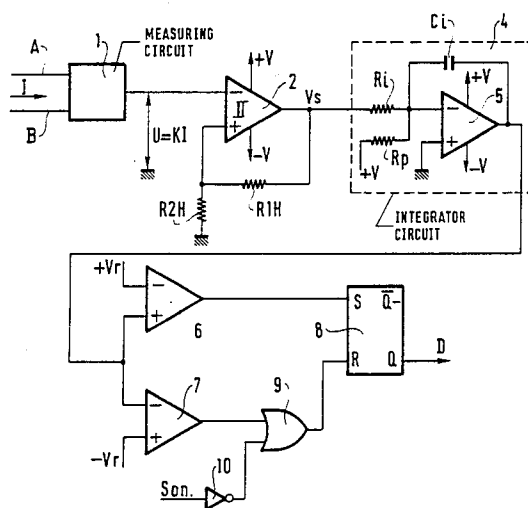 A
1
MEASURING
CIRCUIT
I
B
U=KI
+V
2
-V
Vs
R2H
R1H
Ci
4
Ri
+V
5
Rp
+V
-V
INTEGRATOR
CIRCUIT
+Vr
6
S
Q̅
8
R
Q
D
7
9
-Vr
10
Son.